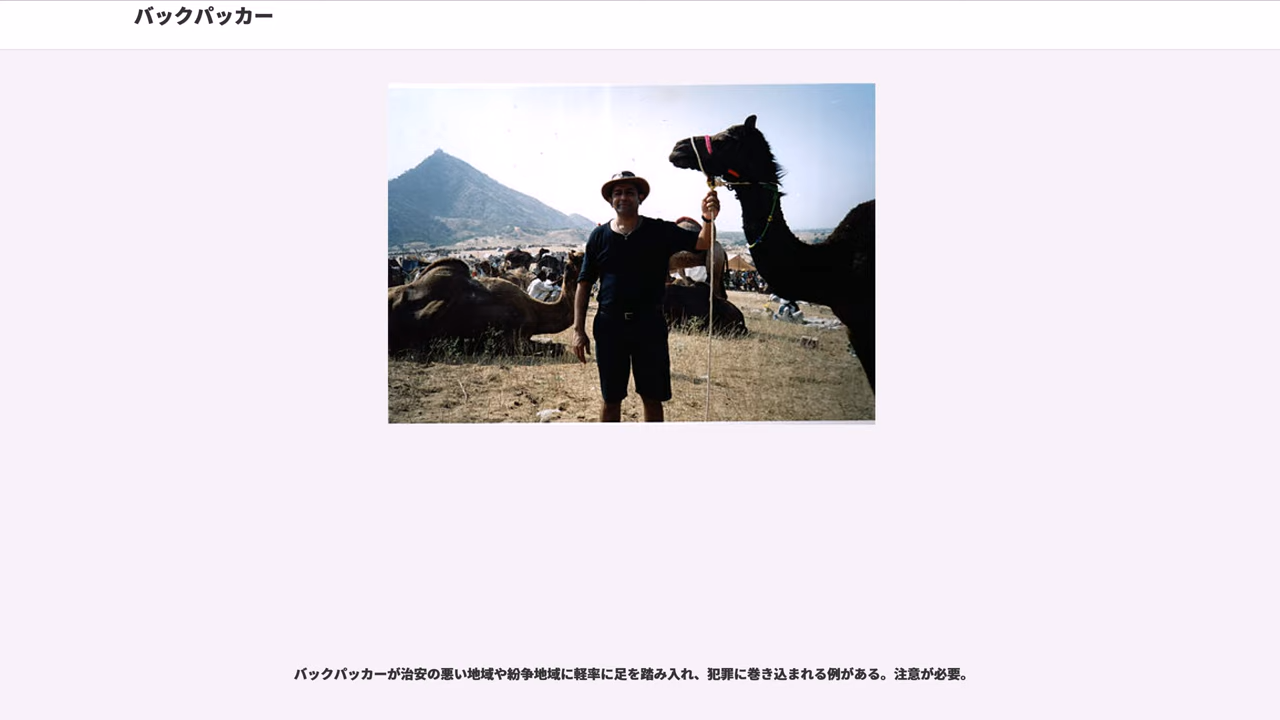 バックパッカー
バックパッカーが治安の悪い地域や紛争地域に軽率に足を踏み入れ、犯罪に巻き込まれる例がある。注意が必要。